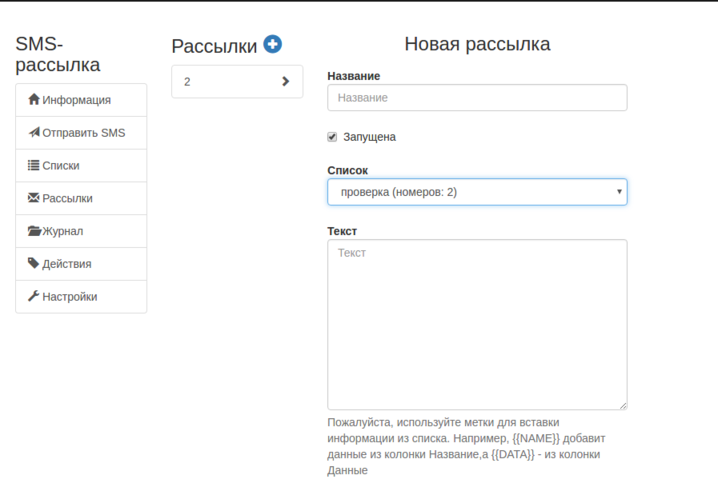 SMS-
рассылка
Информация
Отправить SMS
Списки
Рассылки
Журнал
Действия
Настройки
Рассылки
2
Новая рассылка
Название
Название
Запущена
Список
проверка (номеров: 2)
Текст
Текст
Пожалуйста, используйте метки для вставки
информации из списка. Например, {{NAME}} добавит
данные из колонки Название,а {{DATA}} - из колонки
Данные